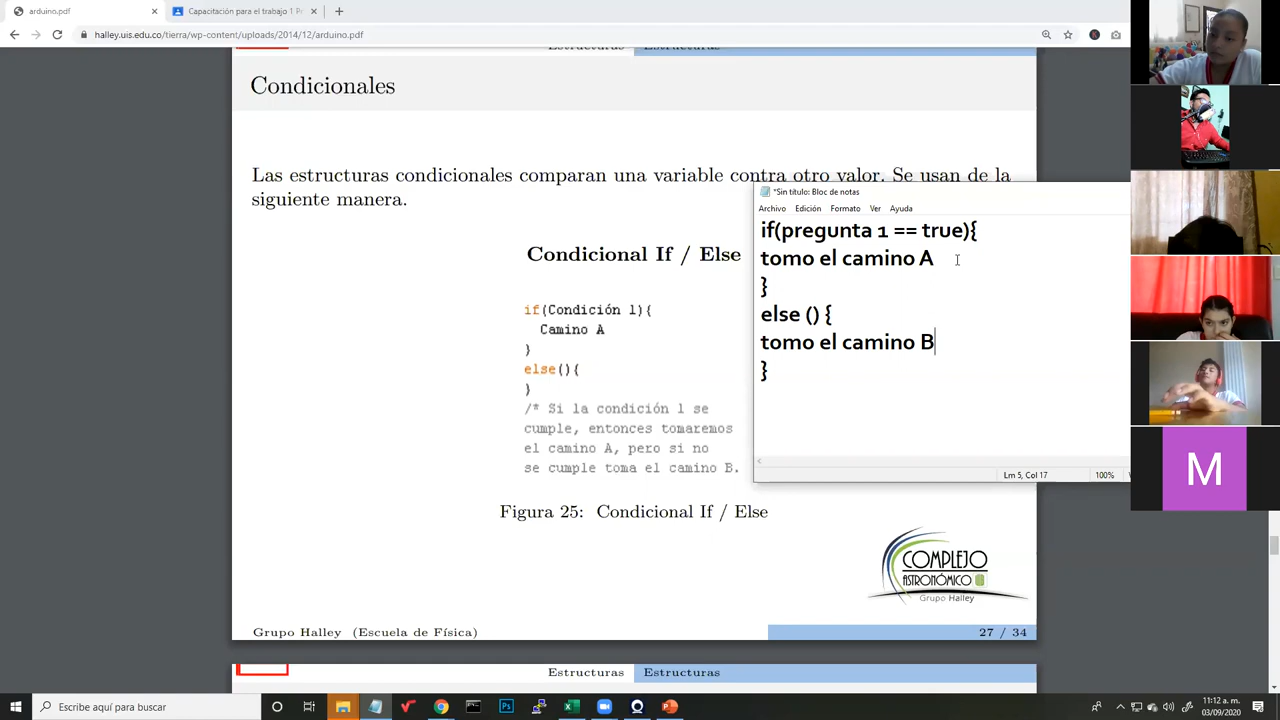 arduino.pdf
Capacitación para el trabajo 1 P
halley.uis.edu.co/tierra/wp-content/uploads/2014/12/arduino.pdf
Estructuras Estructuras
Condicionales
Las estructuras condicionales comparan una variable contra otro valor. Se usan de la
siguiente manera.
Condicional If / Else
if(Condición 1){
Camino A
}
else(){
}
/* Si la condición 1 se
cumple, entonces tomaremos
el camino A, pero si no
se cumple toma el camino B.
Figura 25: Condicional If / Else
COMPLEJO
ASTRONÓMICO
Grupo Halley
Grupo Halley (Escuela de Física)
27 / 34
Estructuras Estructuras
*Sin título: Bloc de notas
Archivo Edición Formato Ver Ayuda
if(pregunta 1 == true){
tomo el camino A
}
else () {
tomo el camino B
}
Lm 5, Col 17
100%
M
Escribe aquí para buscar
11:12 a. m.
03/09/2020